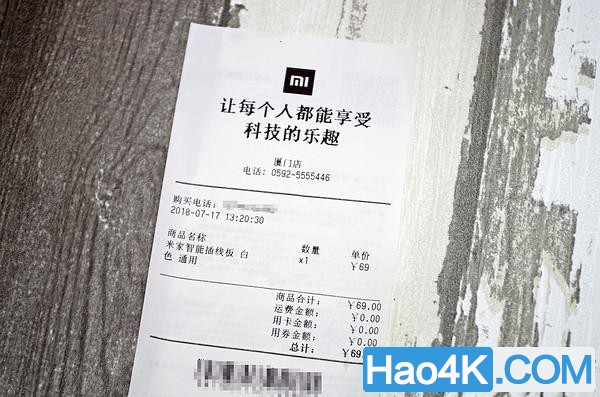 mi
让每个人都能享受
科技的乐趣
厦门店
电话：0592-5555446
购买电话：
2018-07-17 13:20:30
商品名称 数量 单价
米家智能插线板 白 x1 ￥69
色 通用
商品合计： ￥69.00
运费金额： ￥0.00
用卡金额： ￥0.00
用券金额： ￥0.00
总计： ￥69
Hao4K.COM